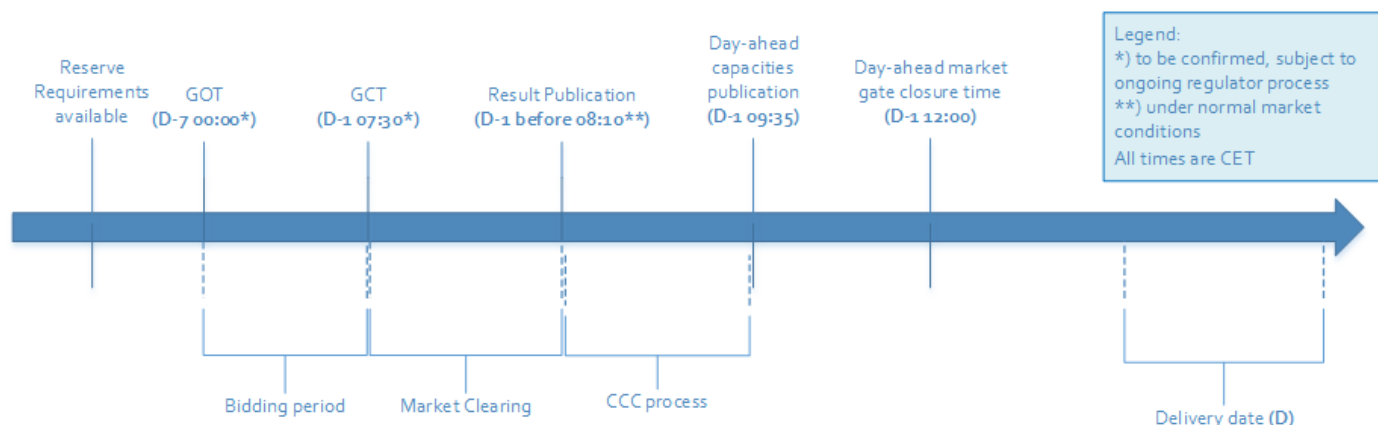 Reserve
Requirements
available
GOT
(D-7 00:00*)
GCT
(D-1 07:30*)
Result Publication
(D-1 before 08:10**)
Day-ahead
capacities
publication
(D-1 09:35)
Day-ahead market
gate closure time
(D-1 12:00)
Legend:
*) to be confirmed, subject to
ongoing regulator process
**) under normal market
conditions
All times are CET
Bidding period
Market Clearing
CCC process
Delivery date (D)